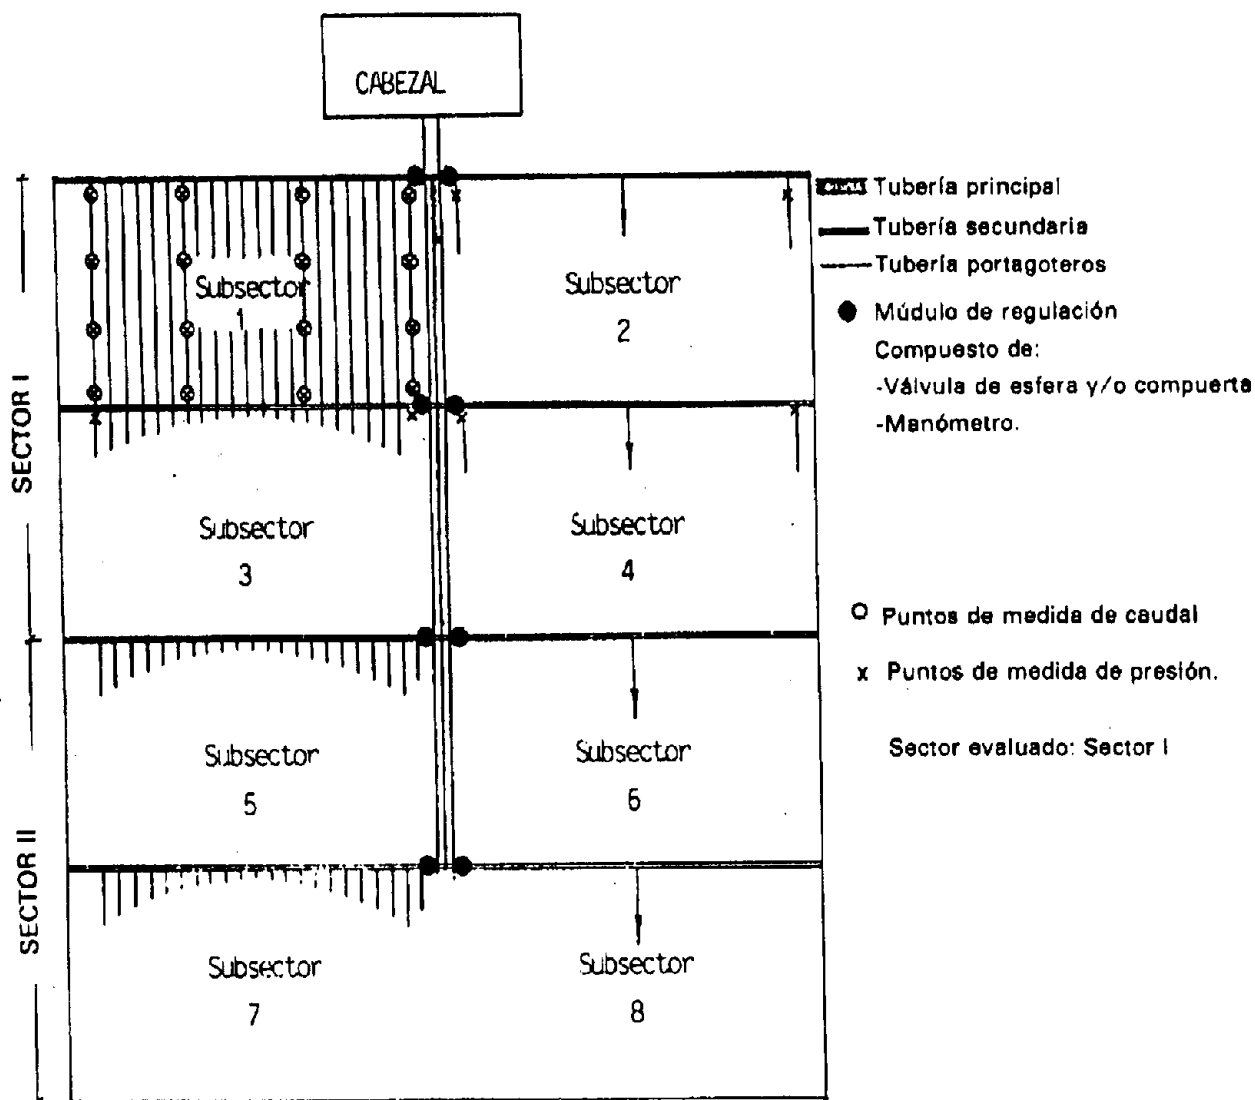 CABEZAL
Subsector
1
Subsector
2
Subsector
3
Subsector
4
Subsector
5
Subsector
6
Subsector
7
Subsector
8
SECTOR I
SECTOR II
Tubería principal
Tubería secundaria
Tubería portagoteros
Múdulo de regulación
Compuesto de:
-Válvula de esfera y/o compuerta
-Manómetro.
O Puntos de medida de caudal
x Puntos de medida de presión.
Sector evaluado: Sector I